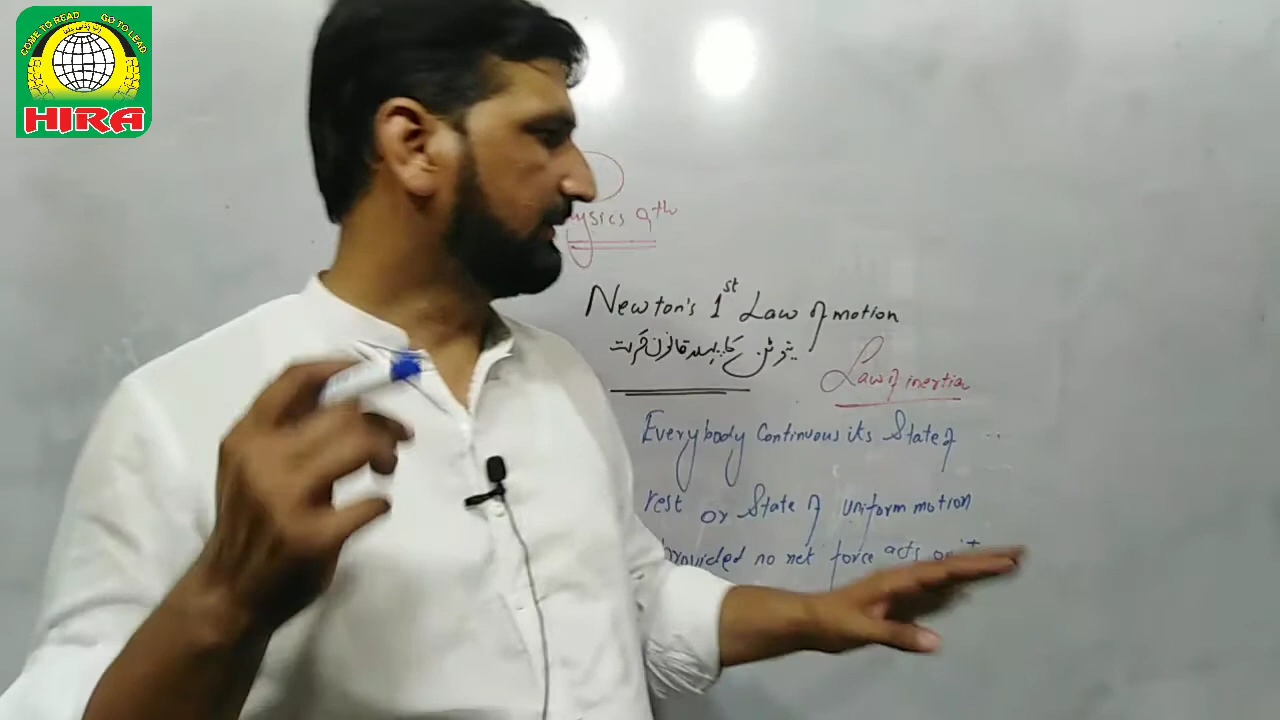 COME TO READ GO TO LEAD
HIRA
ysics 9th
Newton's 1st Law of motion
نیوٹن کا پہلا قانون حرکت
Law of inertia
Everybody Continuous its State of ..
rest or State of uniform motion
provided no net force acts on it